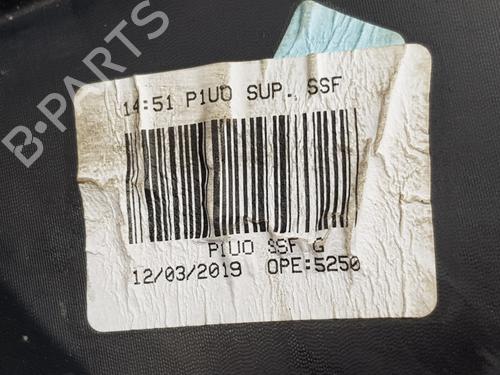 B-PARTS
14:51 P1UO SUP. SSF
P1UO SSF G
12/03/2019 OPE:5250